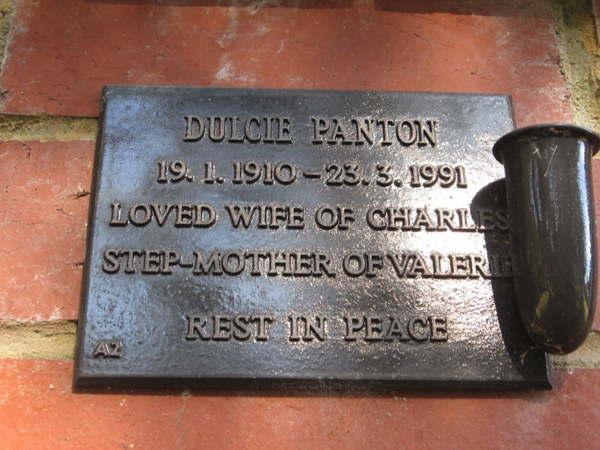 DULCIE PANTON
19. 1. 1910 - 23. 3. 1991
LOVED WIFE OF CHARLES
STEP-MOTHER OF VALERIE
REST IN PEACE
A2